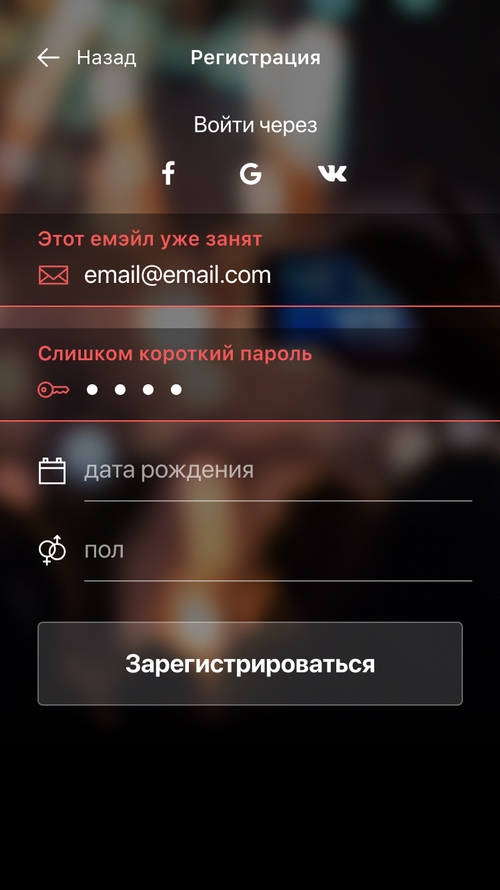 Назад
Регистрация
Войти через
Этот емэйл уже занят
email@email.com
Слишком короткий пароль
дата рождения
пол
Зарегистрироваться